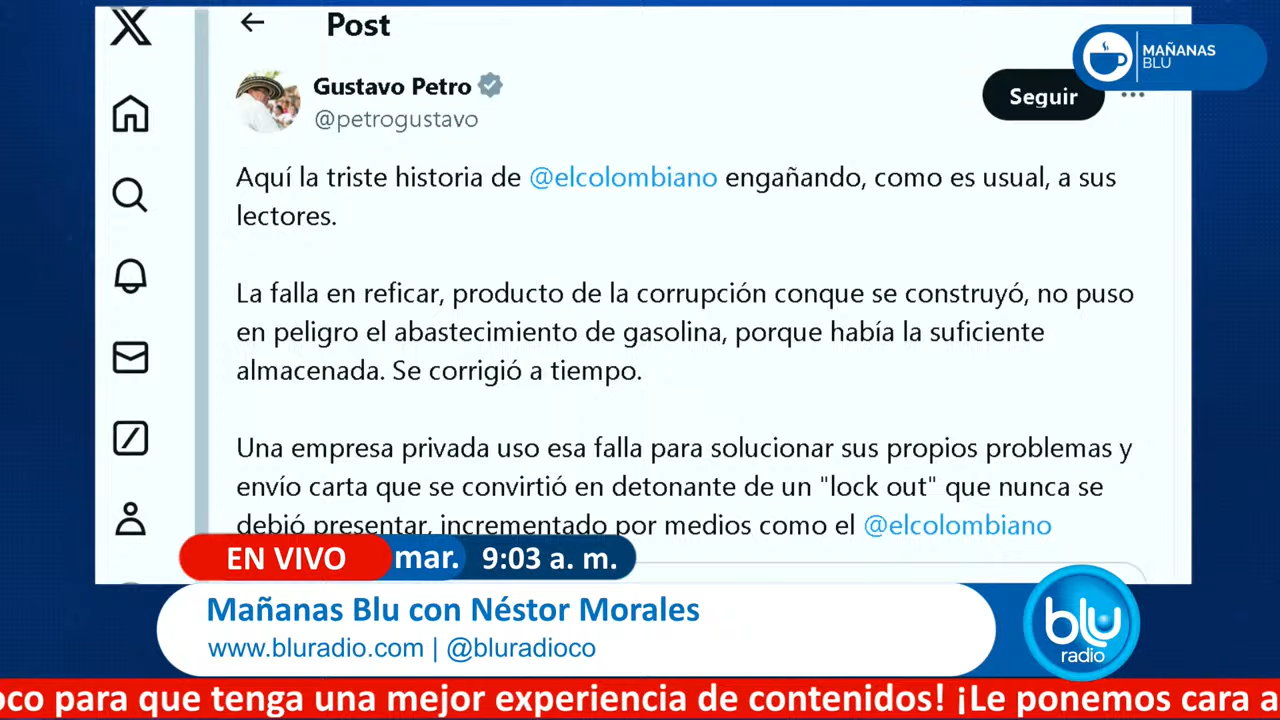 Post
MAÑANAS
BLU
Gustavo Petro
@petrogustavo
Seguir
Aquí la triste historia de @elcolombiano engañando, como es usual, a sus
lectores.
La falla en reficar, producto de la corrupción conque se construyó, no puso
en peligro el abastecimiento de gasolina, porque había la suficiente
almacenada. Se corrigió a tiempo.
Una empresa privada uso esa falla para solucionar sus propios problemas y
envío carta que se convirtió en detonante de un "lock out" que nunca se
debió presentar, incrementado por medios como el @elcolombiano
EN VIVO mar. 9:03 a. m.
Mañanas Blu con Néstor Morales
www.bluradio.com | @bluradioco
blu
radio
oco para que tenga una mejor experiencia de contenidos! ¡Le ponemos cara a